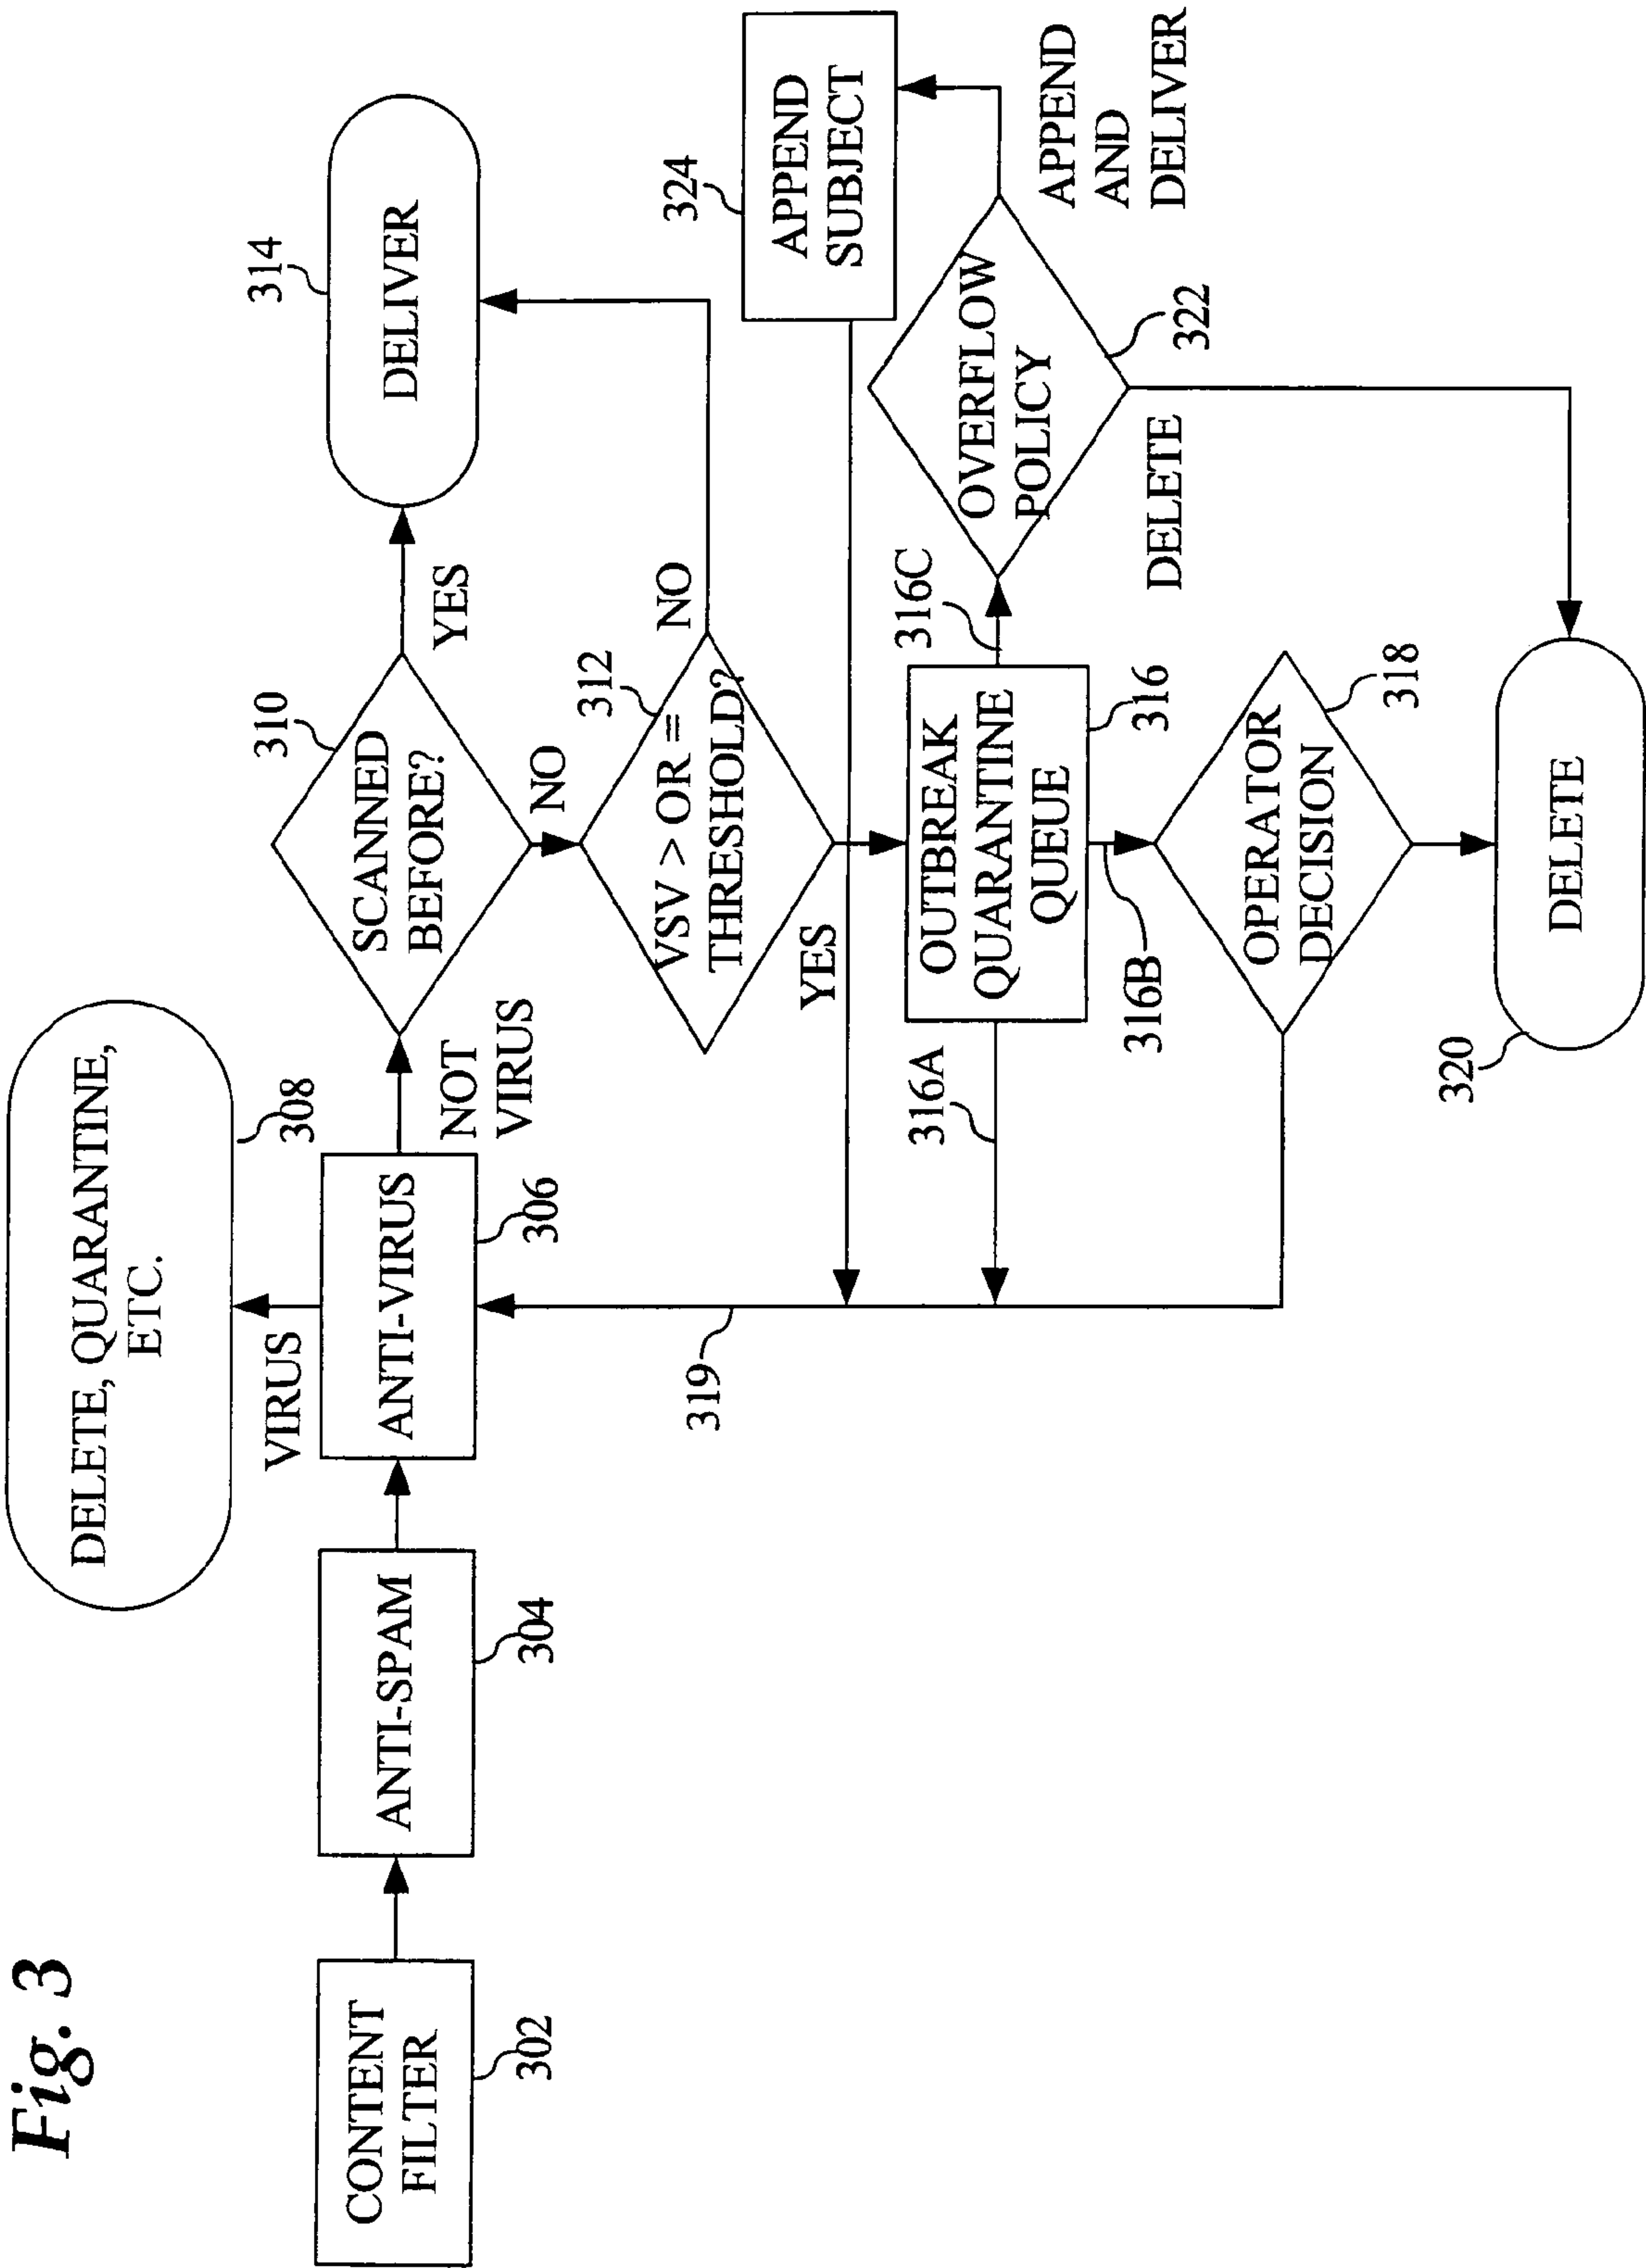 Fig. 3
DELETE, QUARANTINE,
ETC.
308
VIRUS
CONTENT
FILTER
302
ANTI-SPAM
304
ANTI-VIRUS
306
NOT
VIRUS
SCANNED
BEFORE?
310
YES
DELIVER
314
NO
VSV > OR =
THRESHOLD?
312
NO
YES
319
316A
OUTBREAK
QUARANTINE
QUEUE
316
316B
316C
OVERFLOW
POLICY
322
APPEND
SUBJECT
324
APPEND
AND
DELIVER
DELETE
OPERATOR
DECISION
318
DELETE
320